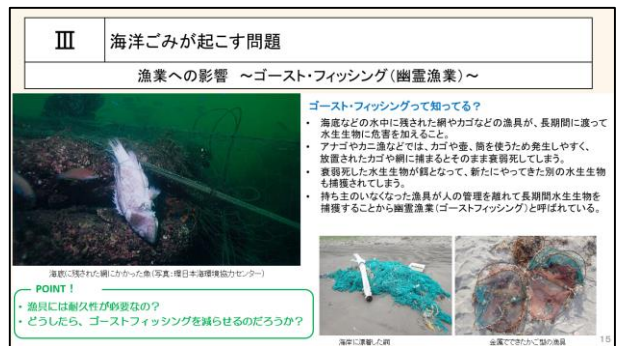 Ⅲ
海洋ごみが起こす問題
漁業への影響 ～ゴースト・フィッシング(幽霊漁業)～
ゴースト・フィッシングって知ってる？
・ 海底などの水中に残された網やカゴなどの漁具が、長期間に渡って
水生生物に危害を加えること。
・ アナゴやカニ漁などでは、カゴや壺、筒を使うため発生しやすく、
放置されたカゴや網に捕まるとそのまま衰弱死してしまう。
・ 衰弱死した水生生物が餌となって、新たにやってきた別の水生生物
も捕獲されてしまう。
・ 持ち主のいなくなった漁具が人の管理を離れて長期間水生生物を
捕獲することから幽霊漁業(ゴーストフィッシング)と呼ばれている。
海底に残された網にかかった魚(写真:環日本海環境協力センター)
POINT！
・ 漁具には耐久性が必要なの？
・ どうしたら、ゴーストフィッシングを減らせるのだろうか？
海岸に漂着した網
金属でできたかご型の漁具
15